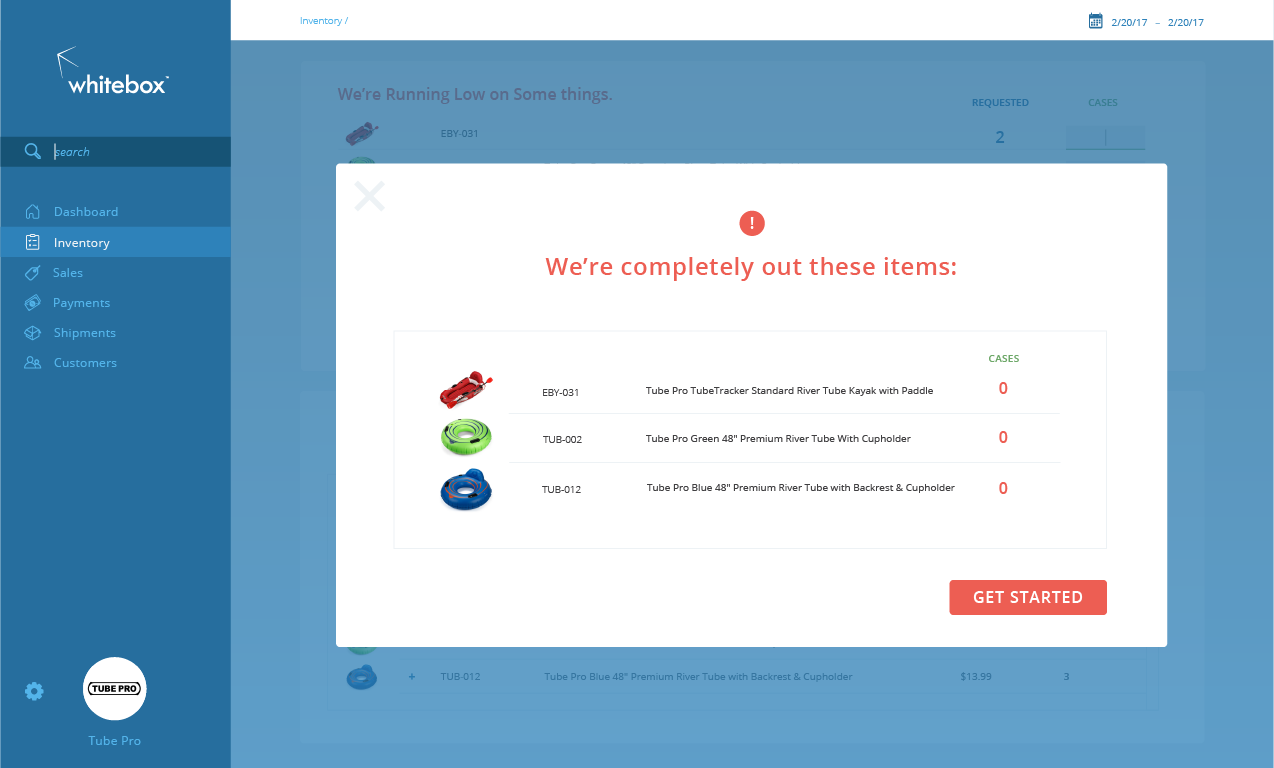 Inventory /
2/20/17 – 2/20/17
whitebox™
search
Dashboard
Inventory
Sales
Payments
Shipments
Customers
TUBE PRO
Tube Pro
We’re Running Low on Some things.
REQUESTED CASES
EBY-031 2
!
We’re completely out these items:
CASES
EBY-031 Tube Pro TubeTracker Standard River Tube Kayak with Paddle 0
TUB-002 Tube Pro Green 48" Premium River Tube With Cupholder 0
TUB-012 Tube Pro Blue 48" Premium River Tube with Backrest & Cupholder 0
GET STARTED
+ TUB-012 Tube Pro Blue 48" Premium River Tube with Backrest & Cupholder $13.99 3